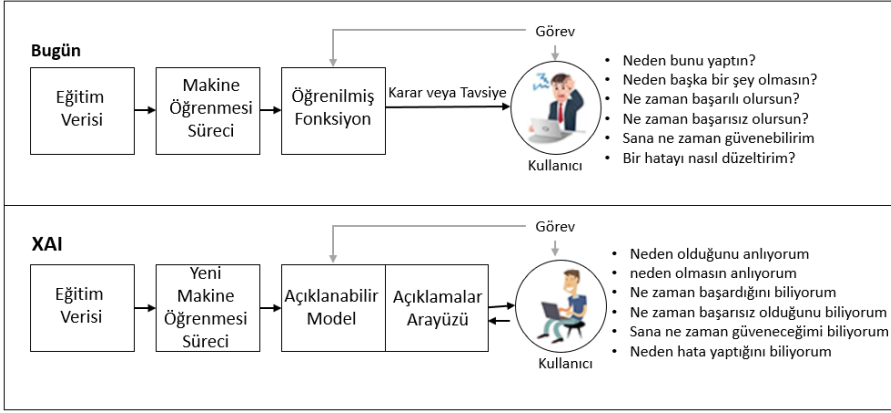 Bugün
Görev
Eğitim
Verisi
Makine
Öğrenmesi
Süreci
Öğrenilmiş
Fonksiyon
Karar veya Tavsiye
Kullanıcı
• Neden bunu yaptın?
• Neden başka bir şey olmasın?
• Ne zaman başarılı olursun?
• Ne zaman başarısız olursun?
• Sana ne zaman güvenebilirim
• Bir hatayı nasıl düzeltirim?
XAI
Görev
Eğitim
Verisi
Yeni
Makine
Öğrenmesi
Süreci
Açıklanabilir
Model
Açıklamalar
Arayüzü
Kullanıcı
• Neden olduğunu anlıyorum
• neden olmasın anlıyorum
• Ne zaman başardığını biliyorum
• Ne zaman başarısız olduğunu biliyorum
• Sana ne zaman güveneceğimi biliyorum
• Neden hata yaptığını biliyorum